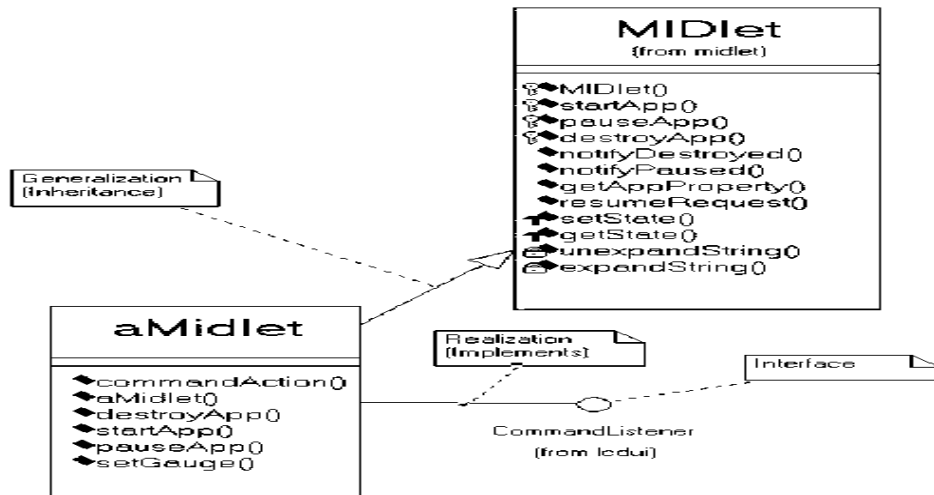 MIDlet
(from midlet)
MIDlet()
startApp()
pauseApp()
destroyApp()
notifyDestroyed()
notifyPaused()
getAppProperty()
resumeRequest()
setState()
getState()
unexpandString()
expandString()
Generalization
(Inheritance)
aMidlet
commandAction()
aMidlet()
destroyApp()
startApp()
pauseApp()
setGauge()
Realization
(Implements)
Interface
CommandListener
(from lcdui)